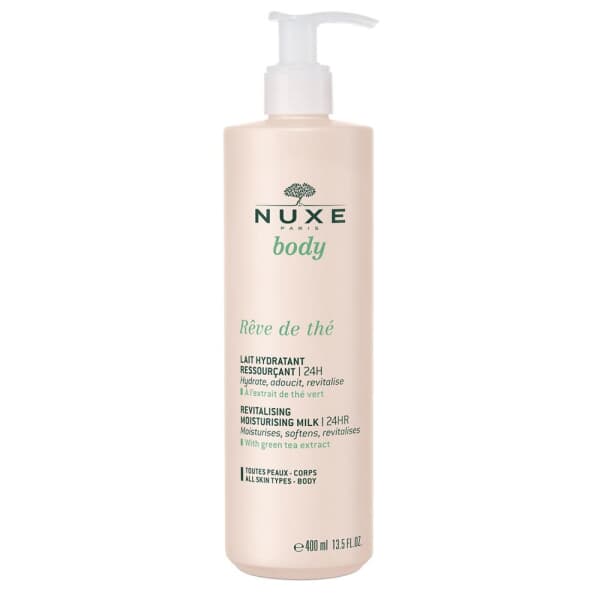 NUXE
PARIS
body
Rêve de thé
LAIT HYDRATANT
RESSOURÇANT | 24H
Hydrate, adoucit, revitalise
À l'extrait de thé vert
REVITALISING
MOISTURISING MILK | 24HR
Moisturises, softens, revitalises
With green tea extract
TOUTES PEAUX - CORPS
ALL SKIN TYPES - BODY
℮ 400 ml 13.5 FL.OZ.